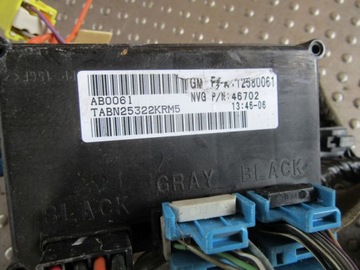 GM P/N:12580061
AB0061 NVG P/N:46702
TABN25322KRM5 13:46-06
BLACK GRAY BLACK